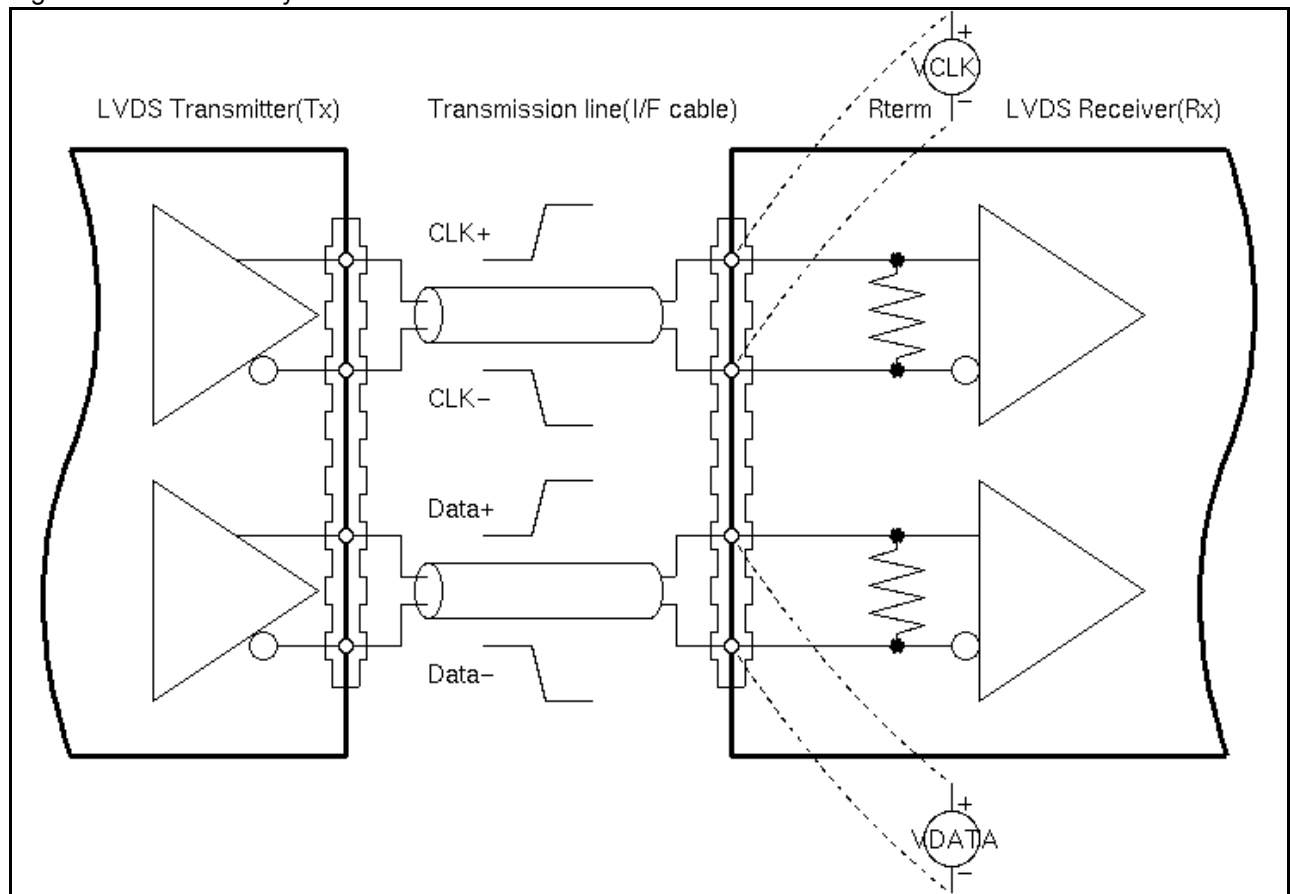 +
VCLK
−
LVDS Transmitter(Tx)
Transmission line(I/F cable)
Rterm
LVDS Receiver(Rx)
CLK+
CLK−
Data+
Data−
+
VDATA
−